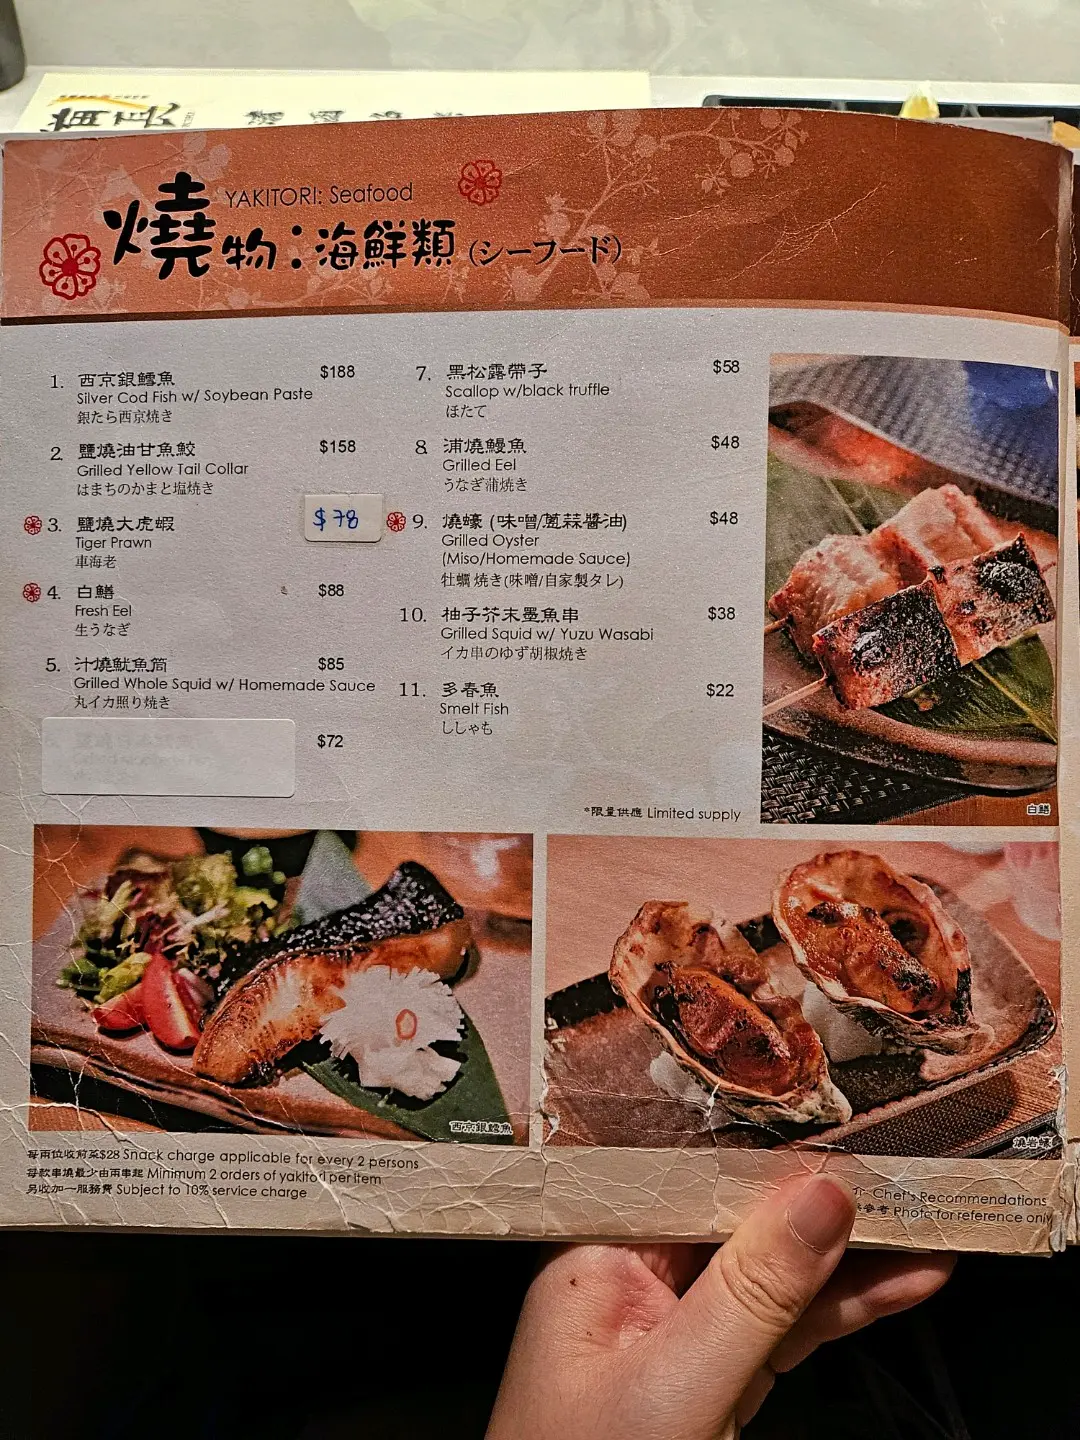 YAKITORI: Seafood
燒物：海鮮類 (シーフード)
1. 西京銀鱈魚 $188
Silver Cod Fish w/ Soybean Paste
銀たら西京焼き
2. 鹽燒油甘魚鮫 $158
Grilled Yellow Tail Collar
はまちのかまと塩焼き
3. 鹽燒大虎蝦 $78
Tiger Prawn
車海老
4. 白鱔 $88
Fresh Eel
生うなぎ
5. 汁燒魷魚筒 $85
Grilled Whole Squid w/ Homemade Sauce
丸イカ照り焼き
$72
7. 黑松露帶子 $58
Scallop w/black truffle
ほたて
8. 浦燒鰻魚 $48
Grilled Eel
うなぎ蒲焼き
9. 燒蠔 (味噌/蔥蒜醬油) $48
Grilled Oyster
(Miso/Homemade Sauce)
牡蠣 焼き(味噌/自家製タレ)
10. 柚子芥末墨魚串 $38
Grilled Squid w/ Yuzu Wasabi
イカ串のゆず胡椒焼き
11. 多春魚 $22
Smelt Fish
ししゃも
*限量供應 Limited supply
白鱔
西京銀鱈魚
燒岩蠔
每兩位收前菜$28 Snack charge applicable for every 2 persons
每款串燒最少由兩串起 Minimum 2 orders of yakitori per item
另收加一服務費 Subject to 10% service charge
Chef's Recommendations
參考 Photo for reference only